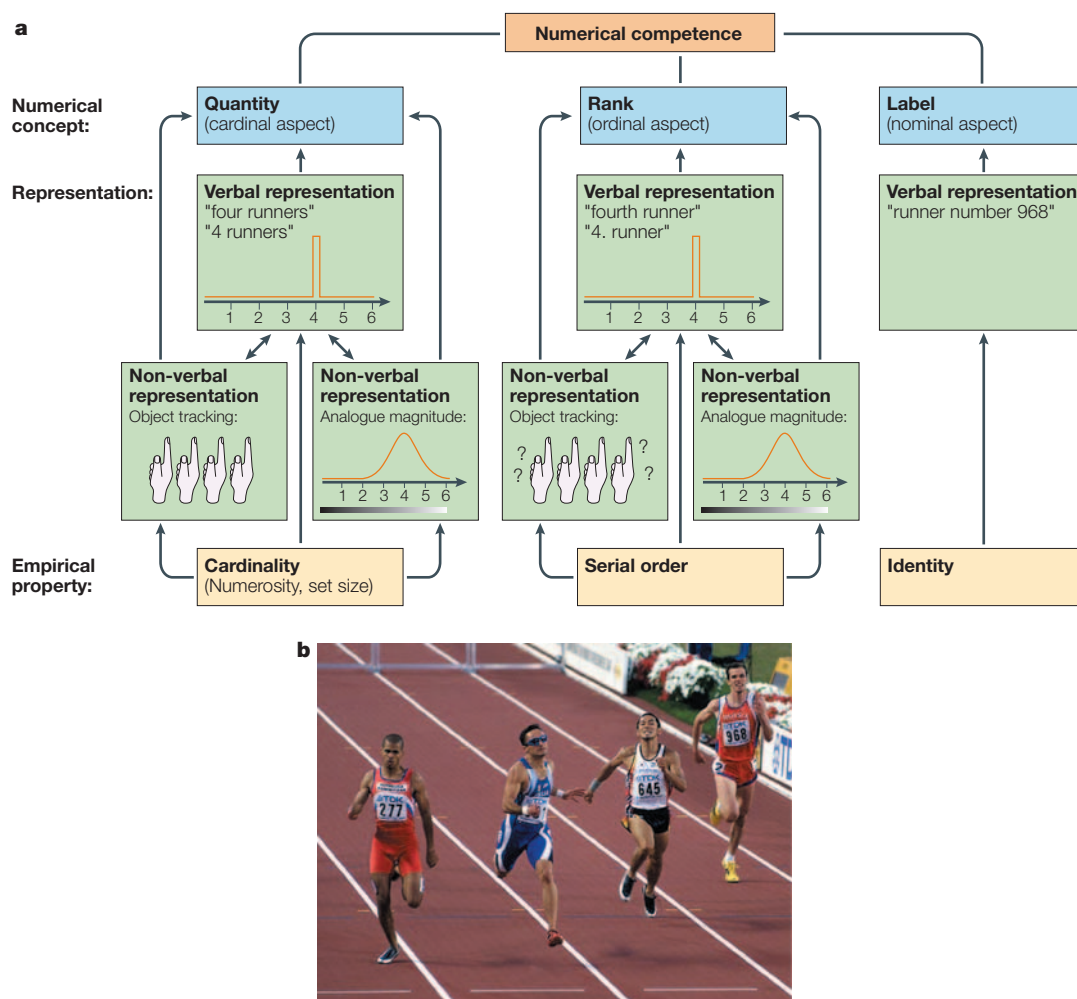 a
Numerical competence
Numerical
concept:
Quantity
(cardinal aspect)
Rank
(ordinal aspect)
Label
(nominal aspect)
Representation:
Verbal representation
"four runners"
"4 runners"
1 2 3 4 5 6
Verbal representation
"fourth runner"
"4. runner"
1 2 3 4 5 6
Verbal representation
"runner number 968"
Non-verbal
representation
Object tracking:
Non-verbal
representation
Analogue magnitude:
1 2 3 4 5 6
Non-verbal
representation
Object tracking:
? ?
? ?
Non-verbal
representation
Analogue magnitude:
1 2 3 4 5 6
Empirical
property:
Cardinality
(Numerosity, set size)
Serial order
Identity
b
TDK
277
TDK
TDK
645
TDK
968
TDK